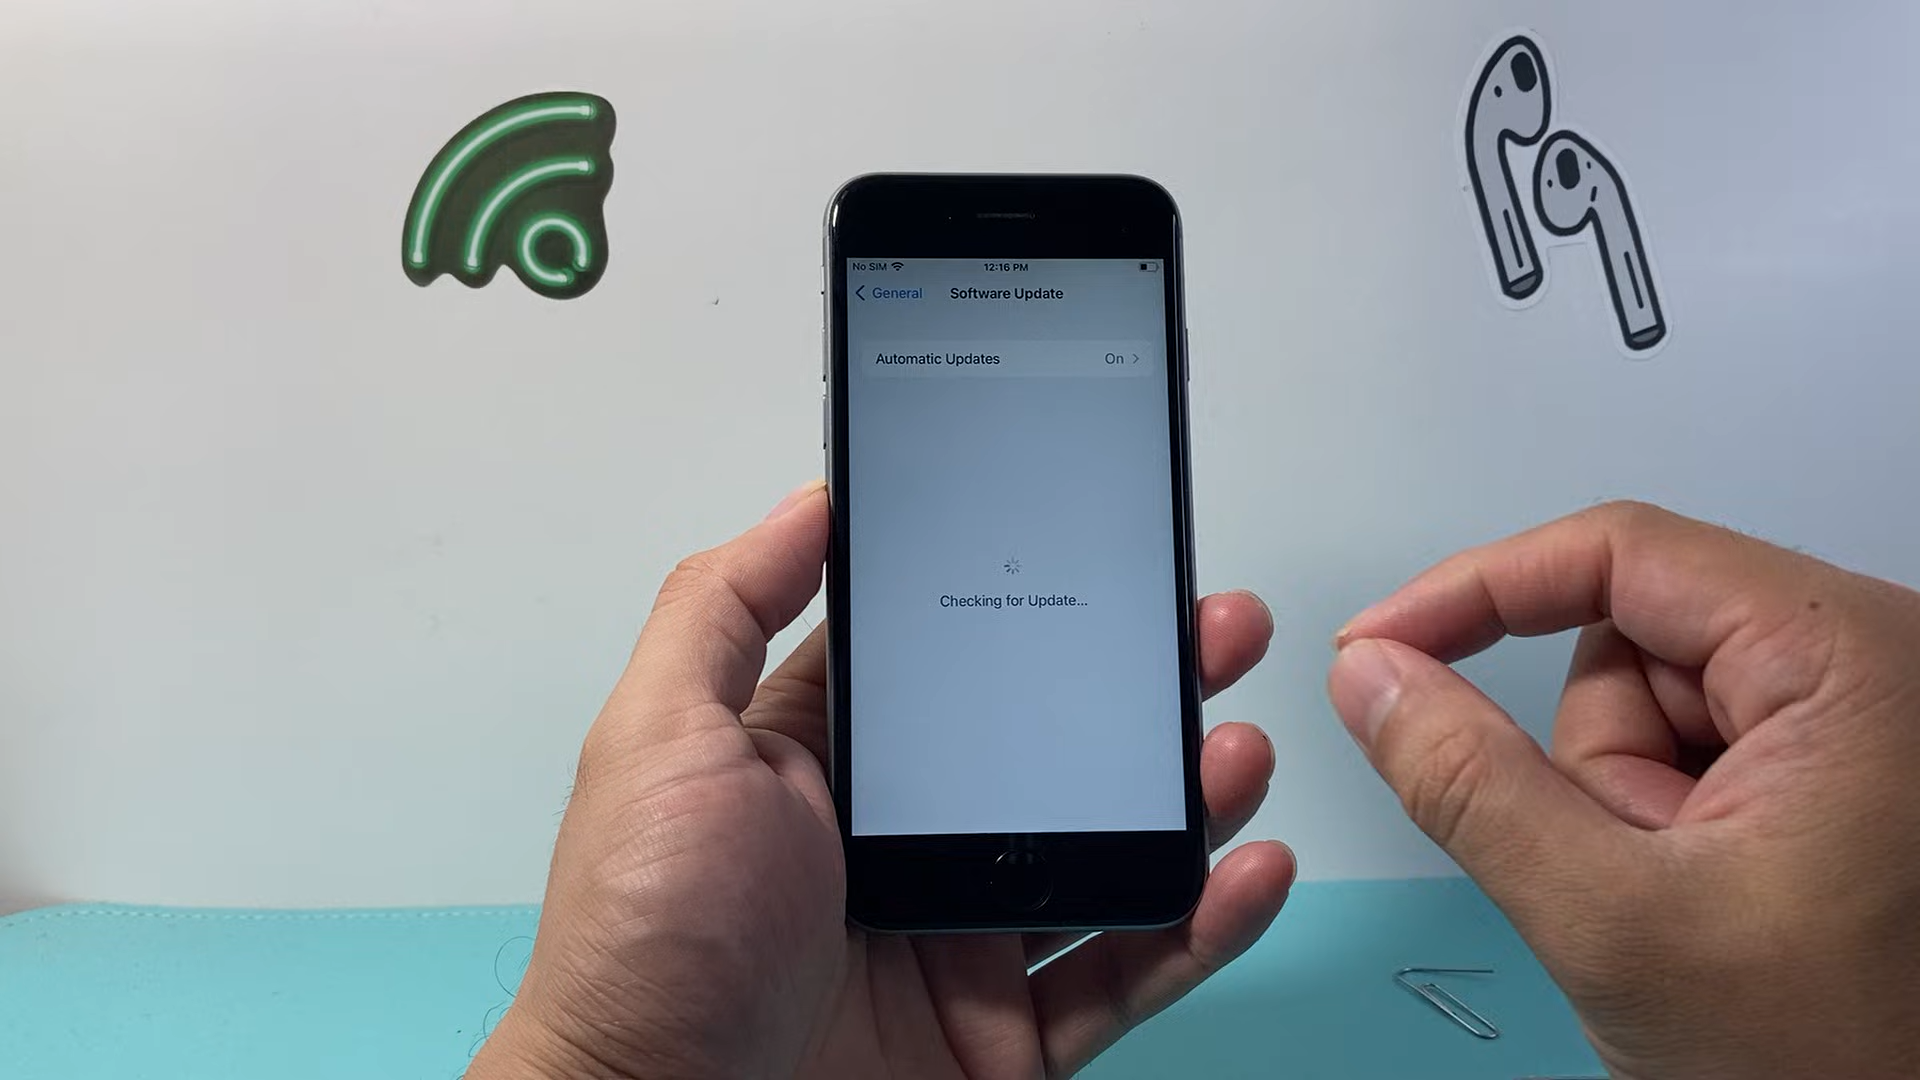 No SIM 12:16 PM
General Software Update
Automatic Updates On
Checking for Update...